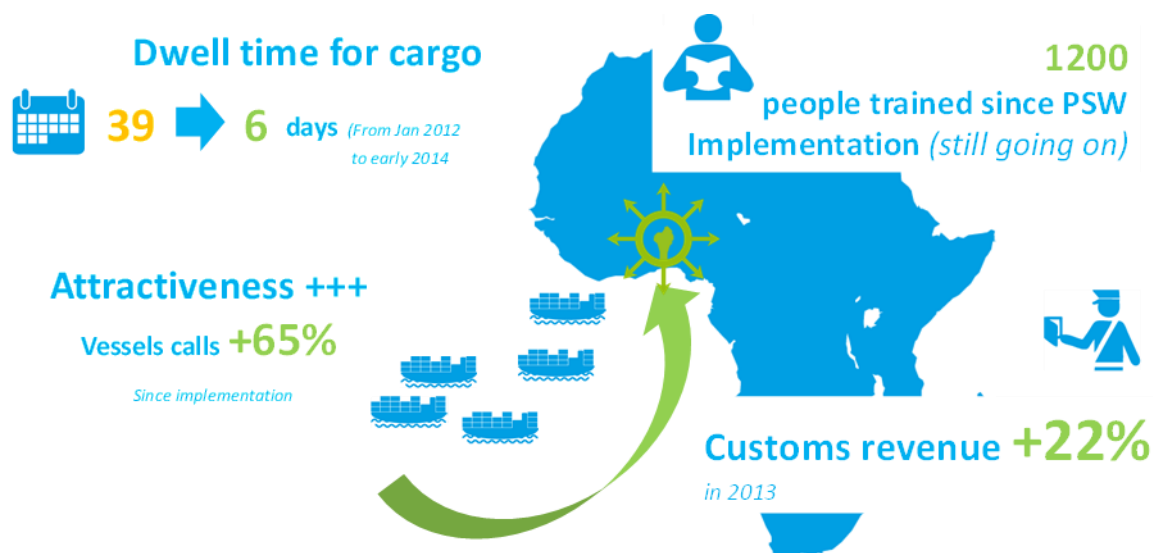 Dwell time for cargo
39 6 days (From Jan 2012
to early 2014
1200
people trained since PSW
Implementation (still going on)
Attractiveness +++
Vessels calls +65%
Since implementation
Customs revenue +22%
in 2013